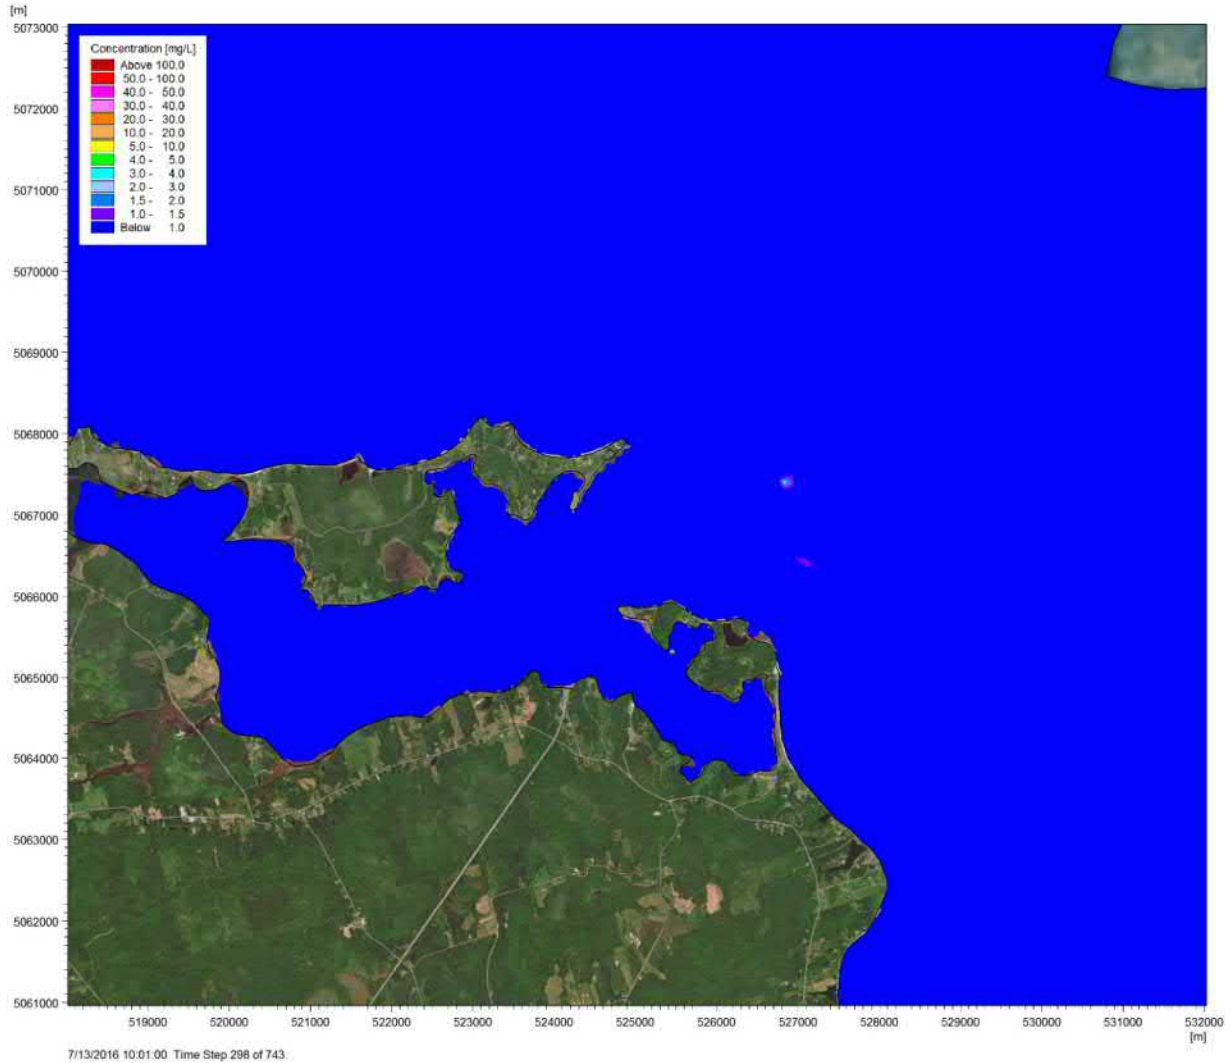 [m]
5073000
5072000
5071000
5070000
5069000
5068000
5067000
5066000
5065000
5064000
5063000
5062000
5061000
Concentration [mg/L]
Above 100.0
50.0 - 100.0
40.0 - 50.0
30.0 - 40.0
20.0 - 30.0
10.0 - 20.0
5.0 - 10.0
4.0 - 5.0
3.0 - 4.0
2.0 - 3.0
1.5 - 2.0
1.0 - 1.5
Below 1.0
519000 520000 521000 522000 523000 524000 525000 526000 527000 528000 529000 530000 531000 532000
[m]
7/13/2016 10:01:00 Time Step 298 of 743.